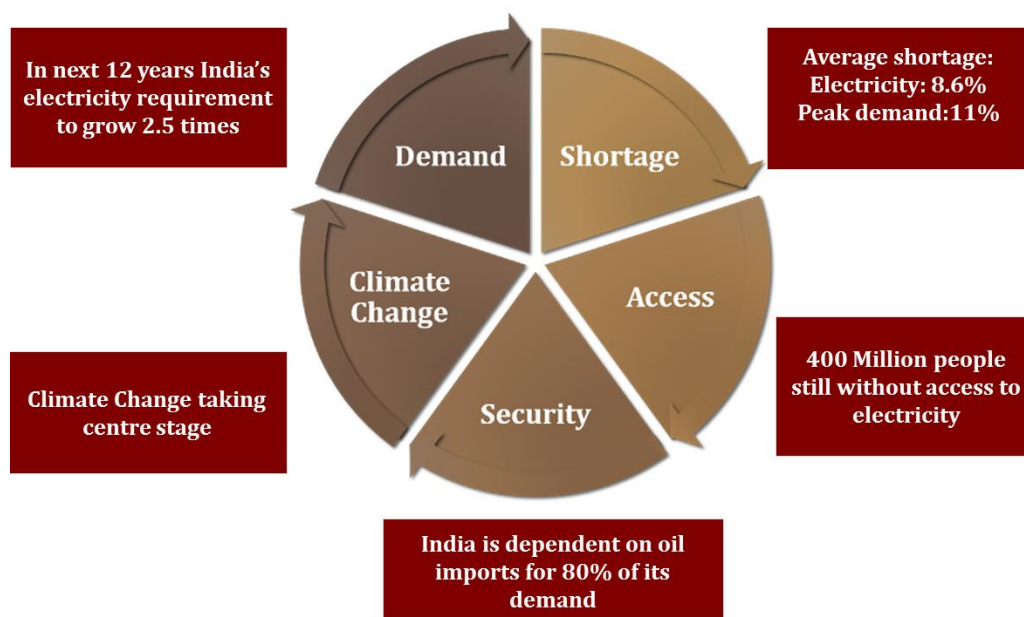 In next 12 years India's
electricity requirement
to grow 2.5 times
Average shortage:
Electricity: 8.6%
Peak demand:11%
Demand
Shortage
Climate
Change
Access
Security
Climate Change taking
centre stage
400 Million people
still without access to
electricity
India is dependent on oil
imports for 80% of its
demand